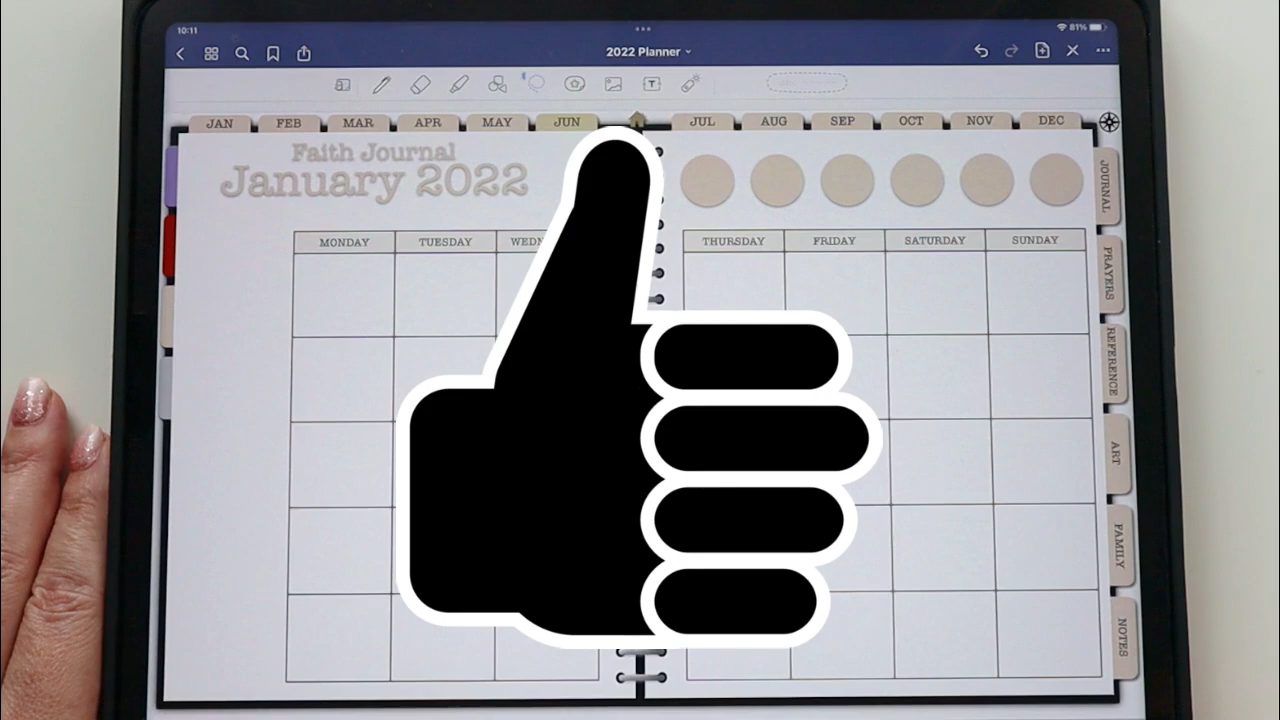 10:11
81%
2022 Planner
JAN FEB MAR APR MAY JUN JUL AUG SEP OCT NOV DEC
Faith Journal
January 2022
MONDAY TUESDAY WEDN THURSDAY FRIDAY SATURDAY SUNDAY
JOURNAL
PRAYERS
REFERENCE
ART
FAMILY
NOTES